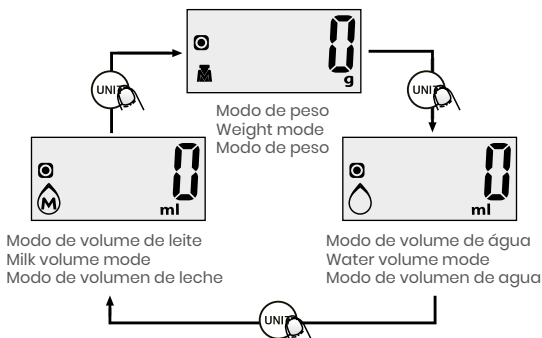 0
g
UNIT
UNIT
Modo de peso
Weight mode
Modo de peso
0
ml
M
0
ml
Modo de volume de leite
Milk volume mode
Modo de volumen de leche
Modo de volume de água
Water volume mode
Modo de volumen de agua
UNIT